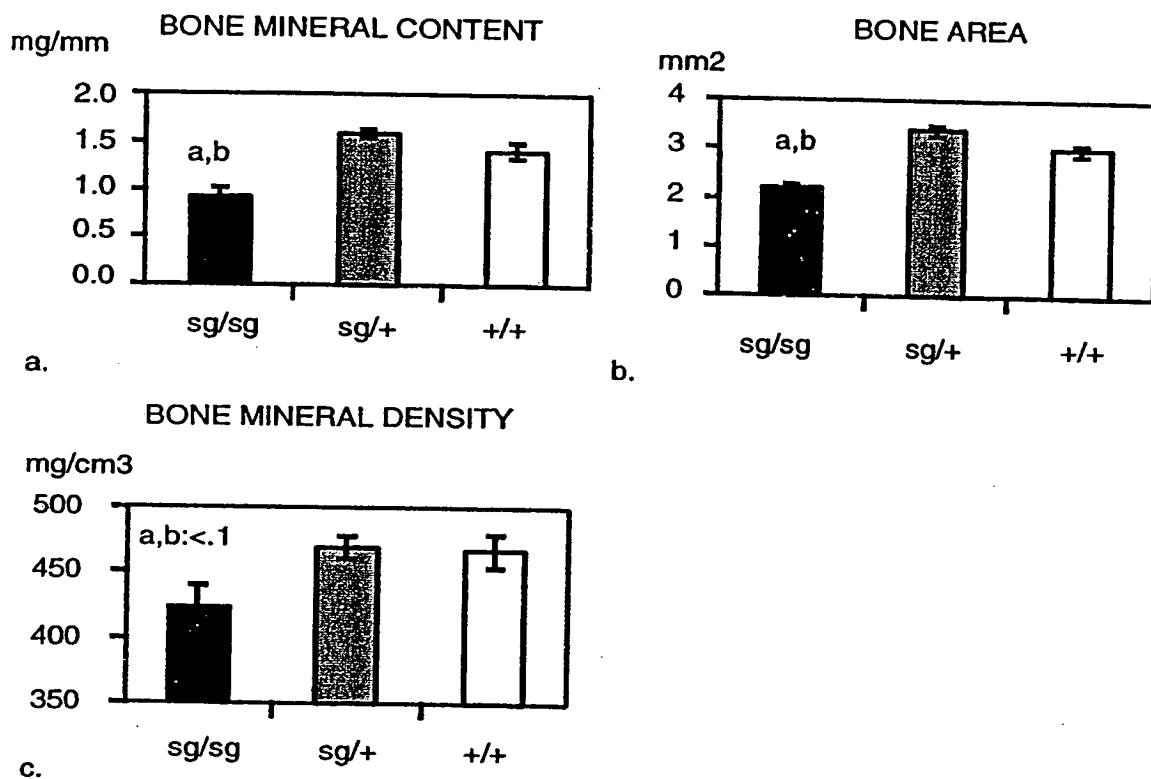 BONE MINERAL CONTENT
mg/mm
2.0
1.5
1.0
0.5
0.0
a,b
sg/sg sg/+ +/+
a.
BONE AREA
mm2
4
3
2
1
0
a,b
sg/sg sg/+ +/+
b.
BONE MINERAL DENSITY
mg/cm3
500
450
400
350
a,b:<.1
sg/sg sg/+ +/+
c.